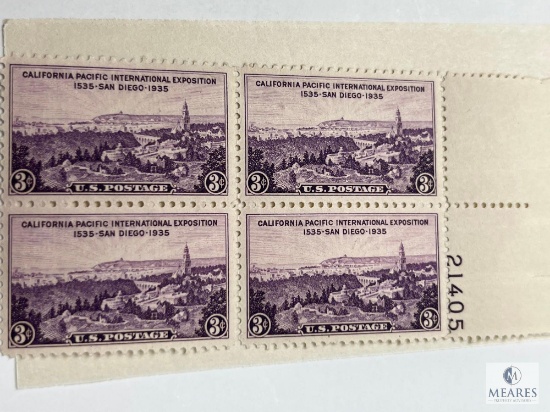 CALIFORNIA PACIFIC INTERNATIONAL EXPOSITION
1535-SAN DIEGO-1935
3¢ U.S. POSTAGE 3¢
CALIFORNIA PACIFIC INTERNATIONAL EXPOSITION
1535-SAN DIEGO-1935
3¢ U.S. POSTAGE 3¢
CALIFORNIA PACIFIC INTERNATIONAL EXPOSITION
1535-SAN DIEGO-1935
3¢ U.S. POSTAGE 3¢
CALIFORNIA PACIFIC INTERNATIONAL EXPOSITION
1535-SAN DIEGO-1935
3¢ U.S. POSTAGE 3¢
21405
M
MEARES